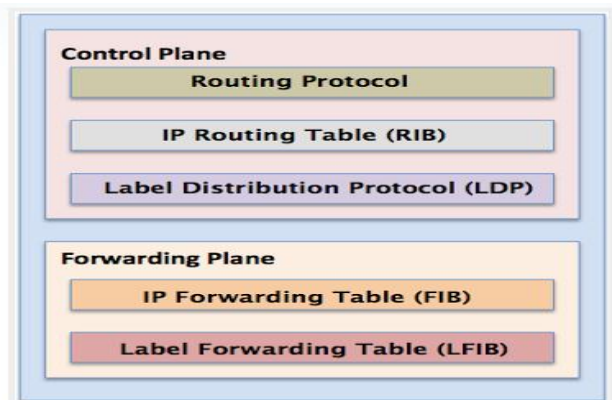 Control Plane
Routing Protocol
IP Routing Table (RIB)
Label Distribution Protocol (LDP)
Forwarding Plane
IP Forwarding Table (FIB)
Label Forwarding Table (LFIB)